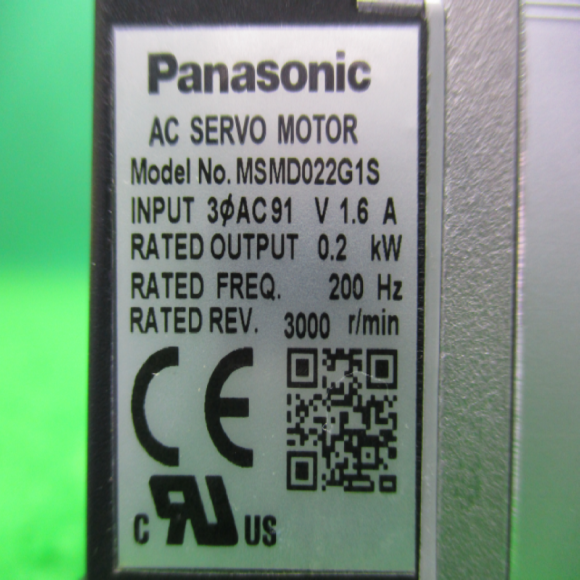 Panasonic
AC SERVO MOTOR
Model No. MSMD022G1S
INPUT 3ϕAC91 V 1.6 A
RATED OUTPUT 0.2 kW
RATED FREQ. 200 Hz
RATED REV. 3000 r/min
CE
C RU US